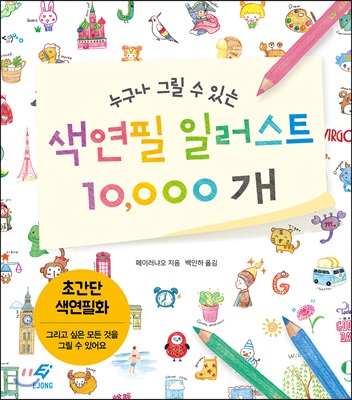 누구나 그릴 수 있는
색연필 일러스트
10,000 개
페이러냐오 지음 백인하 옮김
초간단
색연필화
그리고 싶은 모든 것을
그릴 수 있어요
EJONG
VIRGO